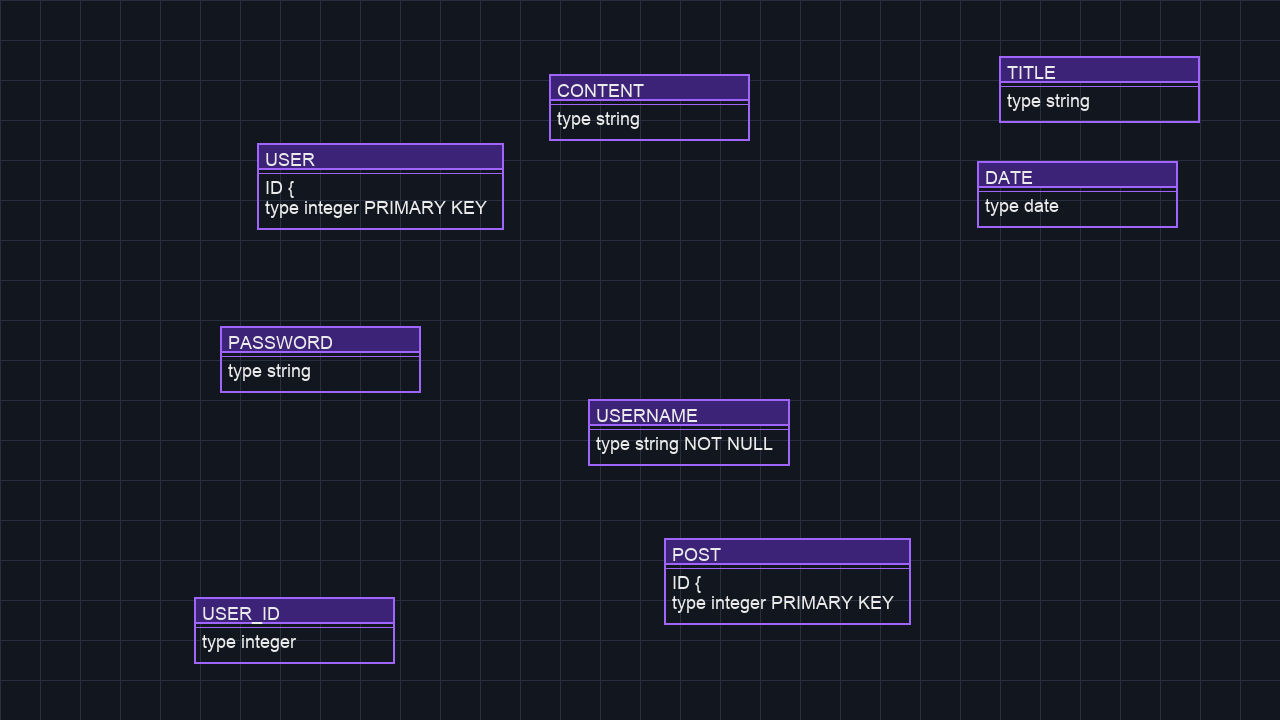 TITLE
type string
CONTENT
type string
USER
ID {
type integer PRIMARY KEY
DATE
type date
PASSWORD
type string
USERNAME
type string NOT NULL
POST
ID {
type integer PRIMARY KEY
USER_ID
type integer